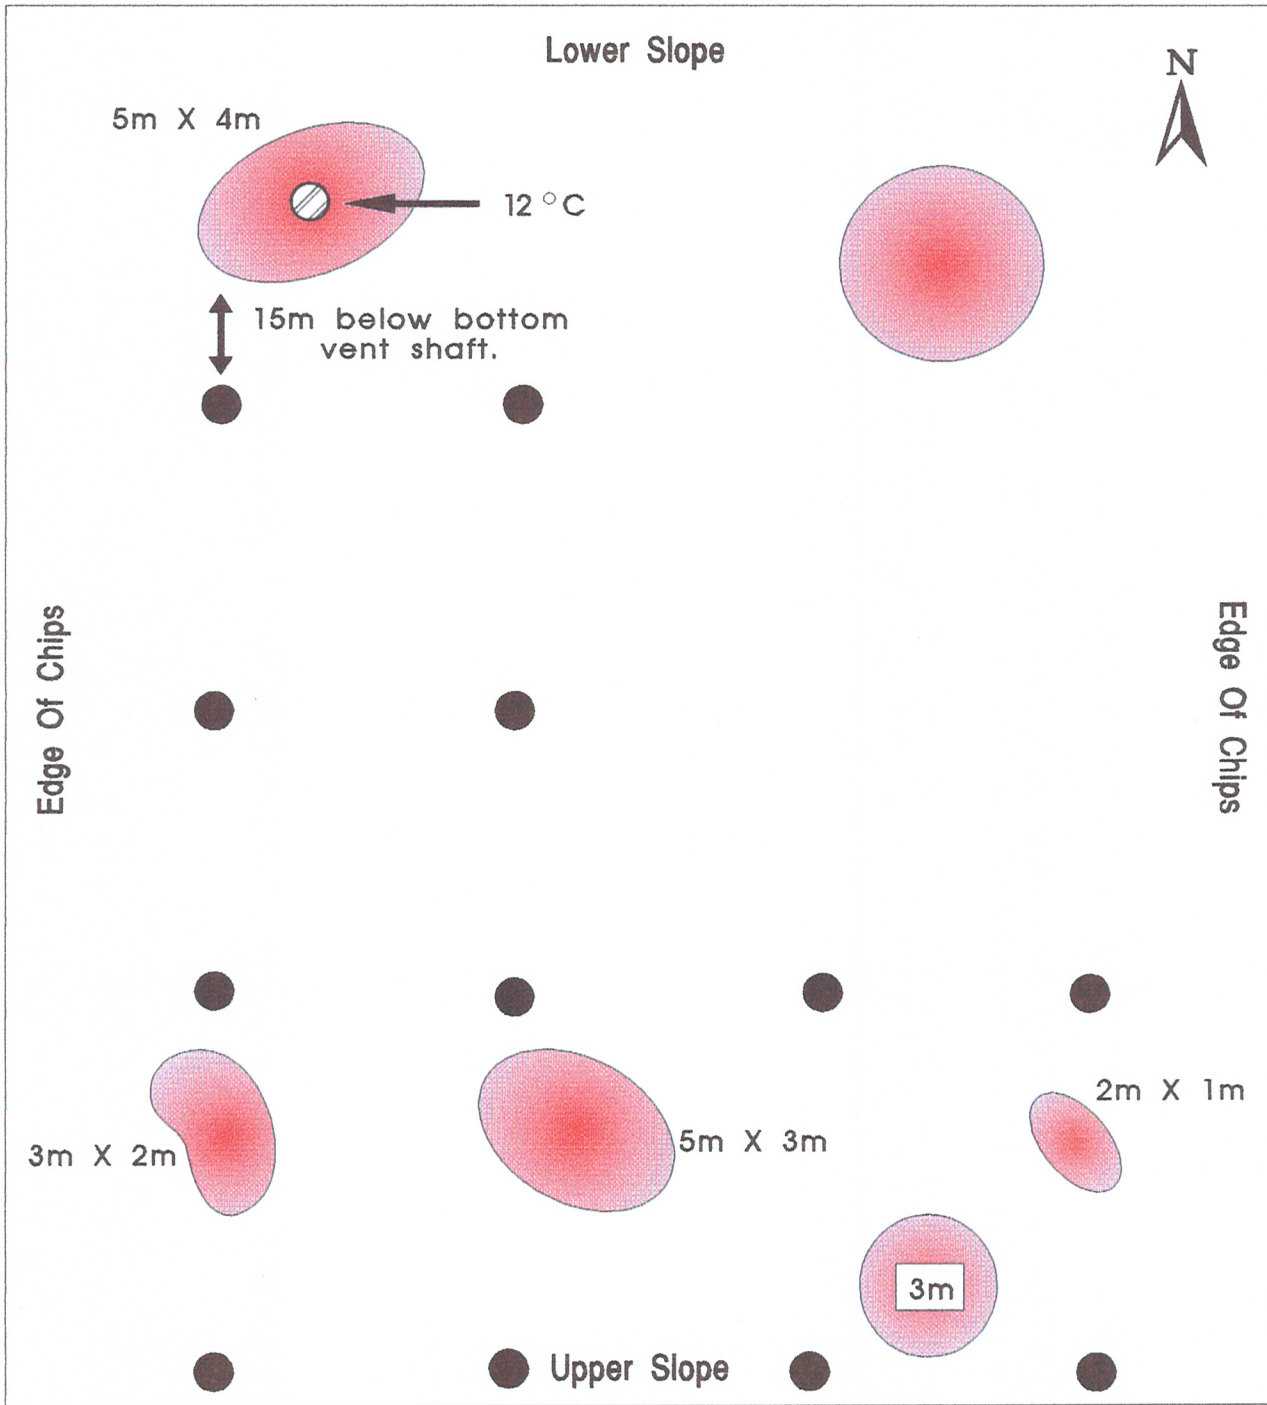 Lower Slope
N
5m X 4m
12 °C
15m below bottom
vent shaft.
Edge Of Chips
Edge Of Chips
2m X 1m
3m X 2m
5m X 3m
3m
Upper Slope